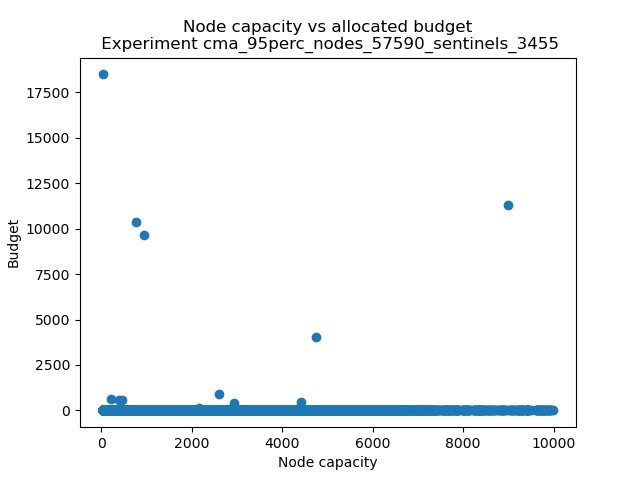 Node capacity vs allocated budget
Experiment cma_95perc_nodes_57590_sentinels_3455
17500
15000
12500
10000
7500
5000
2500
0
Budget
0 2000 4000 6000 8000 10000
Node capacity